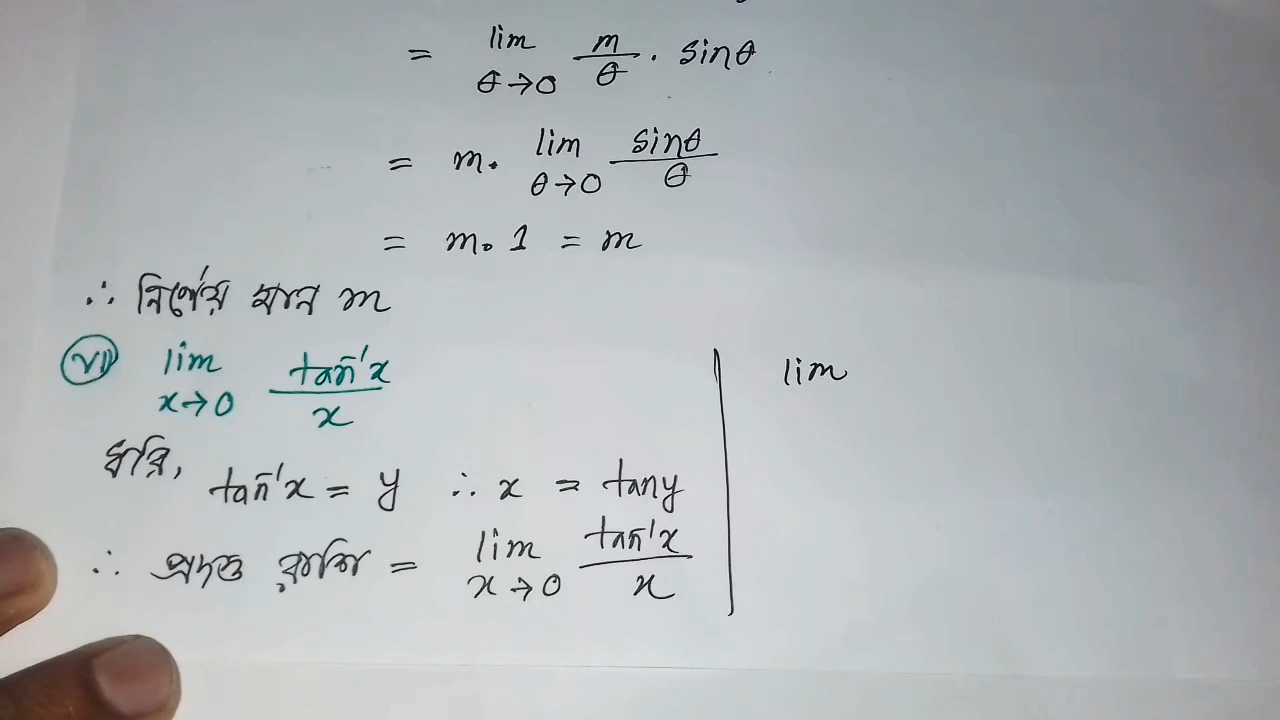 = lim θ→0 m/θ . sinθ
= m. lim θ→0 sinθ/θ
= m. 1 = m
∴ নির্ণেয় মান m
(vi) lim x→0 tan⁻¹x/x
ধরি, tan⁻¹x = y ∴ x = tany
∴ প্রদত্ত রাশি = lim x→0 tan⁻¹x/x
lim